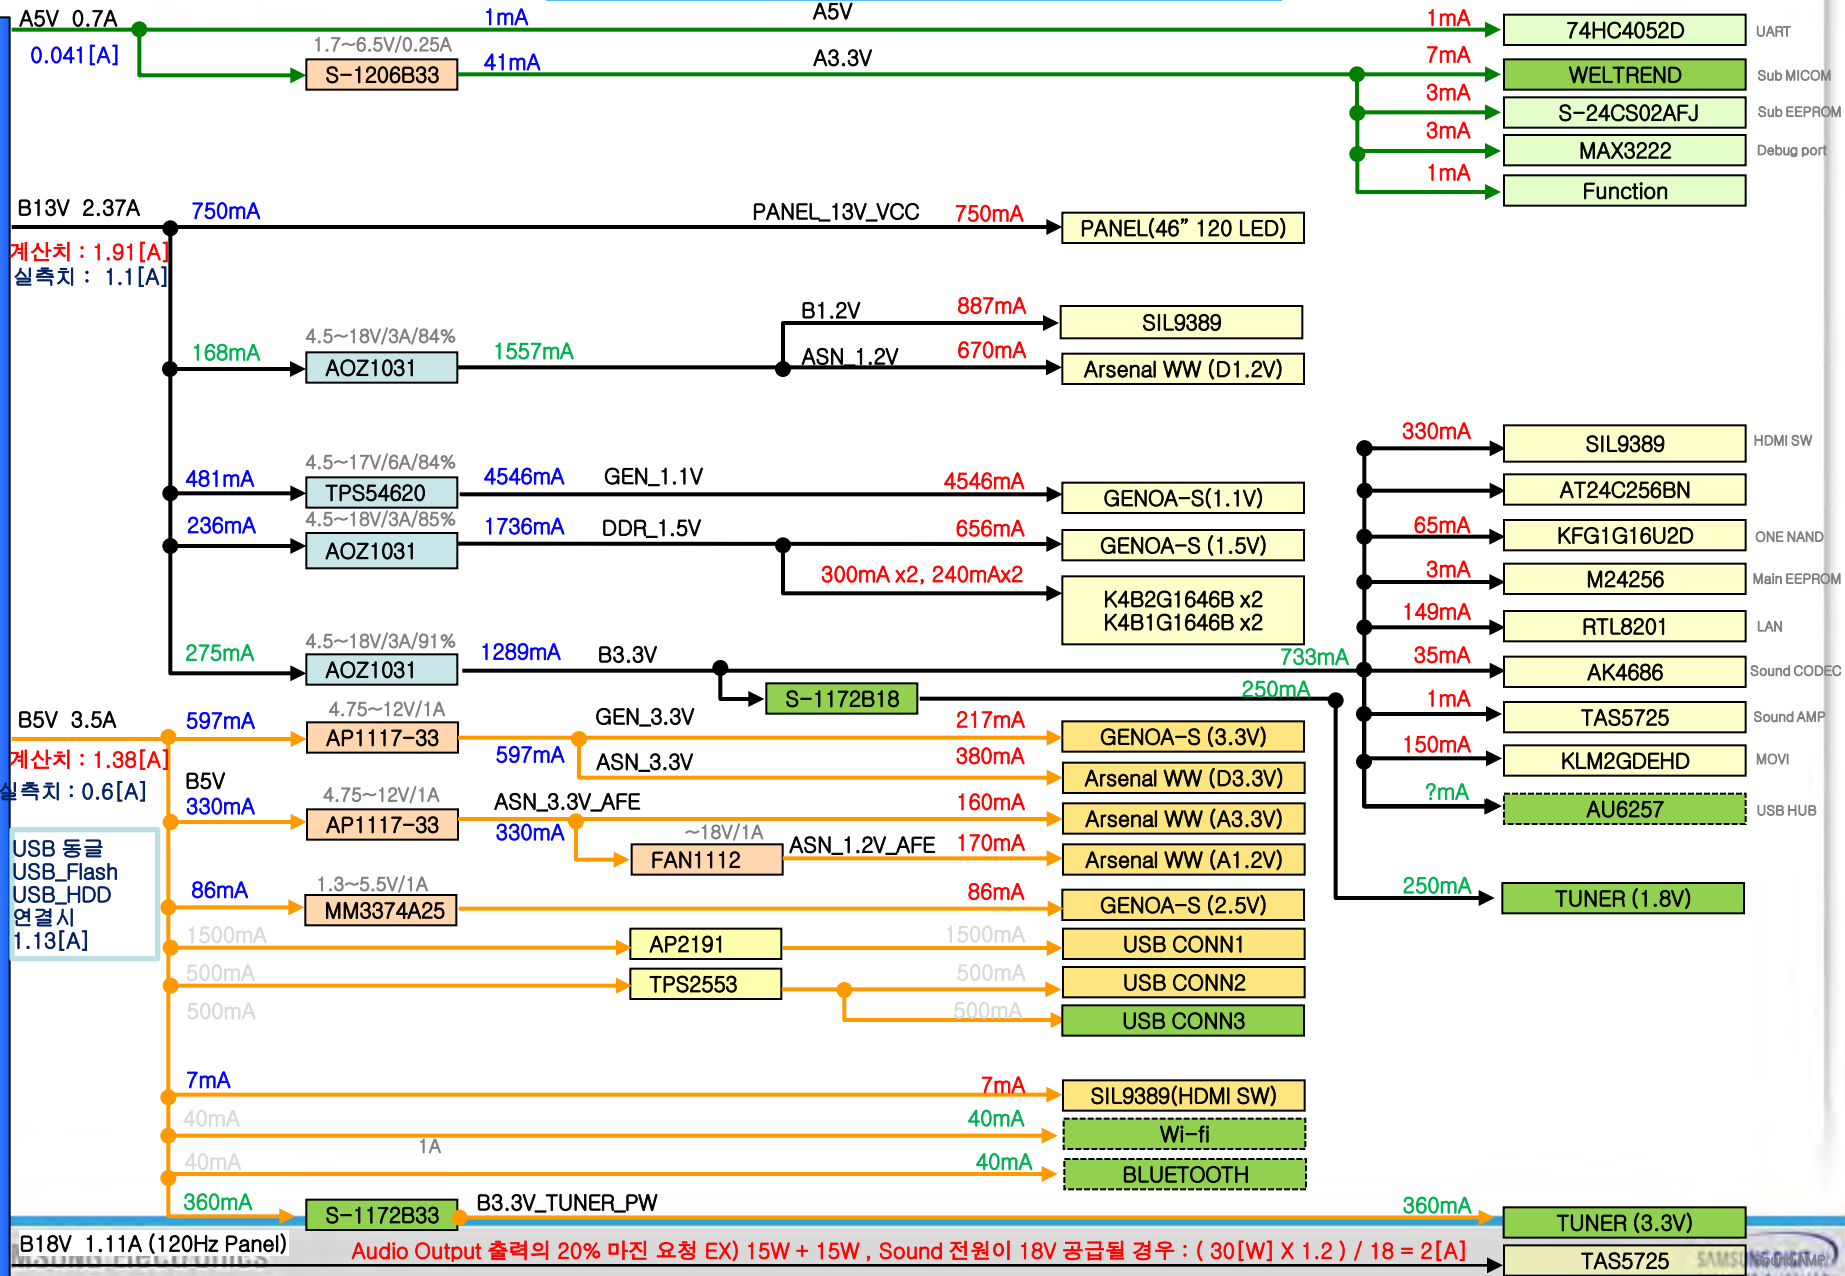 A5V 0.7A
1mA
A5V
1mA
74HC4052D
UART
0.041[A]
1.7~6.5V/0.25A
S-1206B33
41mA
A3.3V
7mA
WELTREND
Sub MICOM
3mA
S-24CS02AFJ
Sub EEPROM
3mA
MAX3222
Debug port
1mA
Function
B13V 2.37A
750mA
PANEL_13V_VCC
750mA
PANEL(46” 120 LED)
계산치 : 1.91[A]
실측치 : 1.1[A]
B1.2V
887mA
SIL9389
168mA
4.5~18V/3A/84%
AOZ1031
1557mA
ASN_1.2V
670mA
Arsenal WW (D1.2V)
330mA
SIL9389
HDMI SW
481mA
4.5~17V/6A/84%
TPS54620
4546mA
GEN_1.1V
4546mA
GENOA-S(1.1V)
AT24C256BN
236mA
4.5~18V/3A/85%
AOZ1031
1736mA
DDR_1.5V
656mA
GENOA-S (1.5V)
65mA
KFG1G16U2D
ONE NAND
300mA x2, 240mAx2
K4B2G1646B x2
K4B1G1646B x2
3mA
M24256
Main EEPROM
149mA
RTL8201
LAN
275mA
4.5~18V/3A/91%
AOZ1031
1289mA
B3.3V
733mA
35mA
AK4686
Sound CODEC
S-1172B18
250mA
1mA
TAS5725
Sound AMP
B5V 3.5A
597mA
4.75~12V/1A
AP1117-33
GEN_3.3V
217mA
GENOA-S (3.3V)
150mA
KLM2GDEHD
MOVI
계산치 : 1.38[A]
597mA
ASN_3.3V
380mA
Arsenal WW (D3.3V)
실측치 : 0.6[A]
B5V
330mA
4.75~12V/1A
AP1117-33
ASN_3.3V_AFE
160mA
Arsenal WW (A3.3V)
?mA
AU6257
USB HUB
330mA
~18V/1A
FAN1112
ASN_1.2V_AFE
170mA
Arsenal WW (A1.2V)
USB 동글
USB_Flash
USB_HDD
연결시
1.13[A]
86mA
1.3~5.5V/1A
MM3374A25
86mA
GENOA-S (2.5V)
250mA
TUNER (1.8V)
1500mA
AP2191
1500mA
USB CONN1
500mA
TPS2553
500mA
USB CONN2
500mA
500mA
USB CONN3
7mA
7mA
SIL9389(HDMI SW)
40mA
40mA
Wi-fi
1A
40mA
40mA
BLUETOOTH
360mA
S-1172B33
B3.3V_TUNER_PW
360mA
TUNER (3.3V)
B18V 1.11A (120Hz Panel)
Audio Output 출력의 20% 마진 요청 EX) 15W + 15W , Sound 전원이 18V 공급될 경우 : ( 30[W] X 1.2 ) / 18 = 2[A]
TAS5725